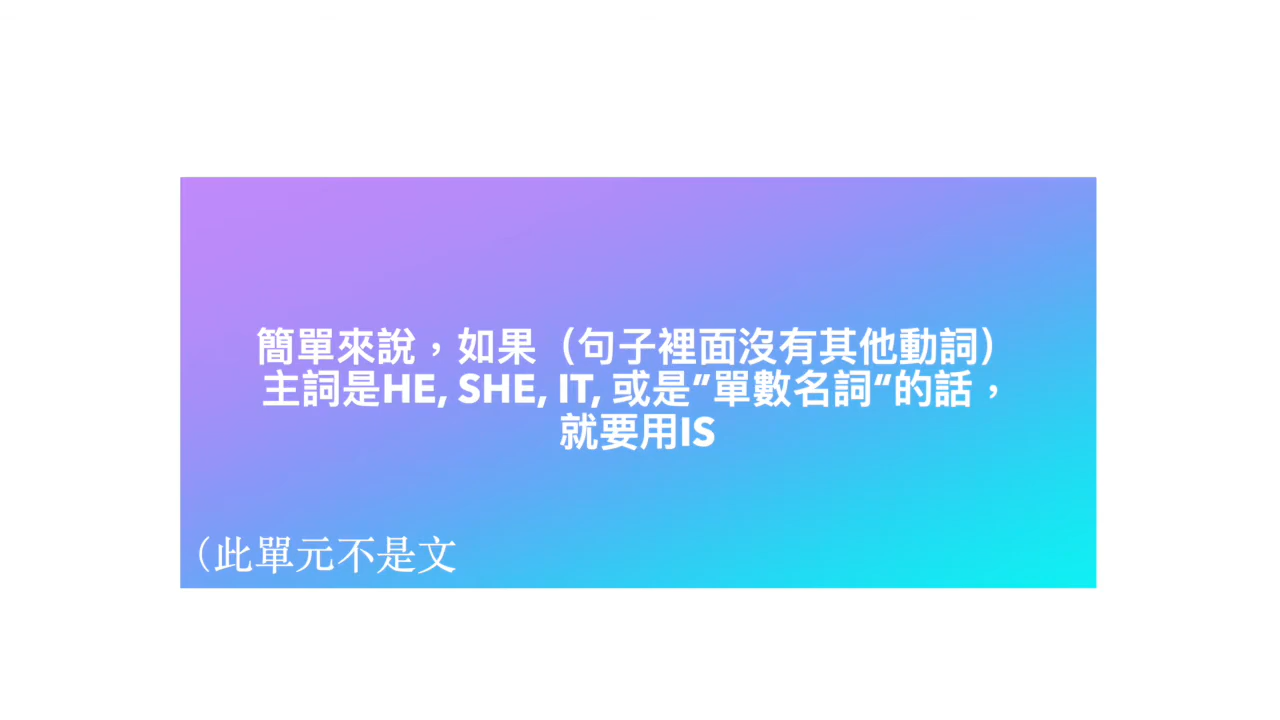 簡單來說，如果（句子裡面沒有其他動詞）
主詞是HE, SHE, IT, 或是”單數名詞“的話，
就要用IS
（此單元不是文